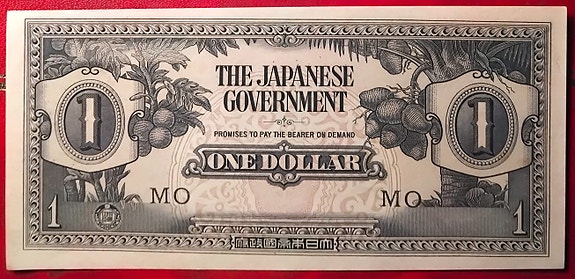 1
1
THE JAPANESE
GOVERNMENT
PROMISES TO PAY THE BEARER ON DEMAND
ONE DOLLAR
MO MO
1 1
大日本帝國政府